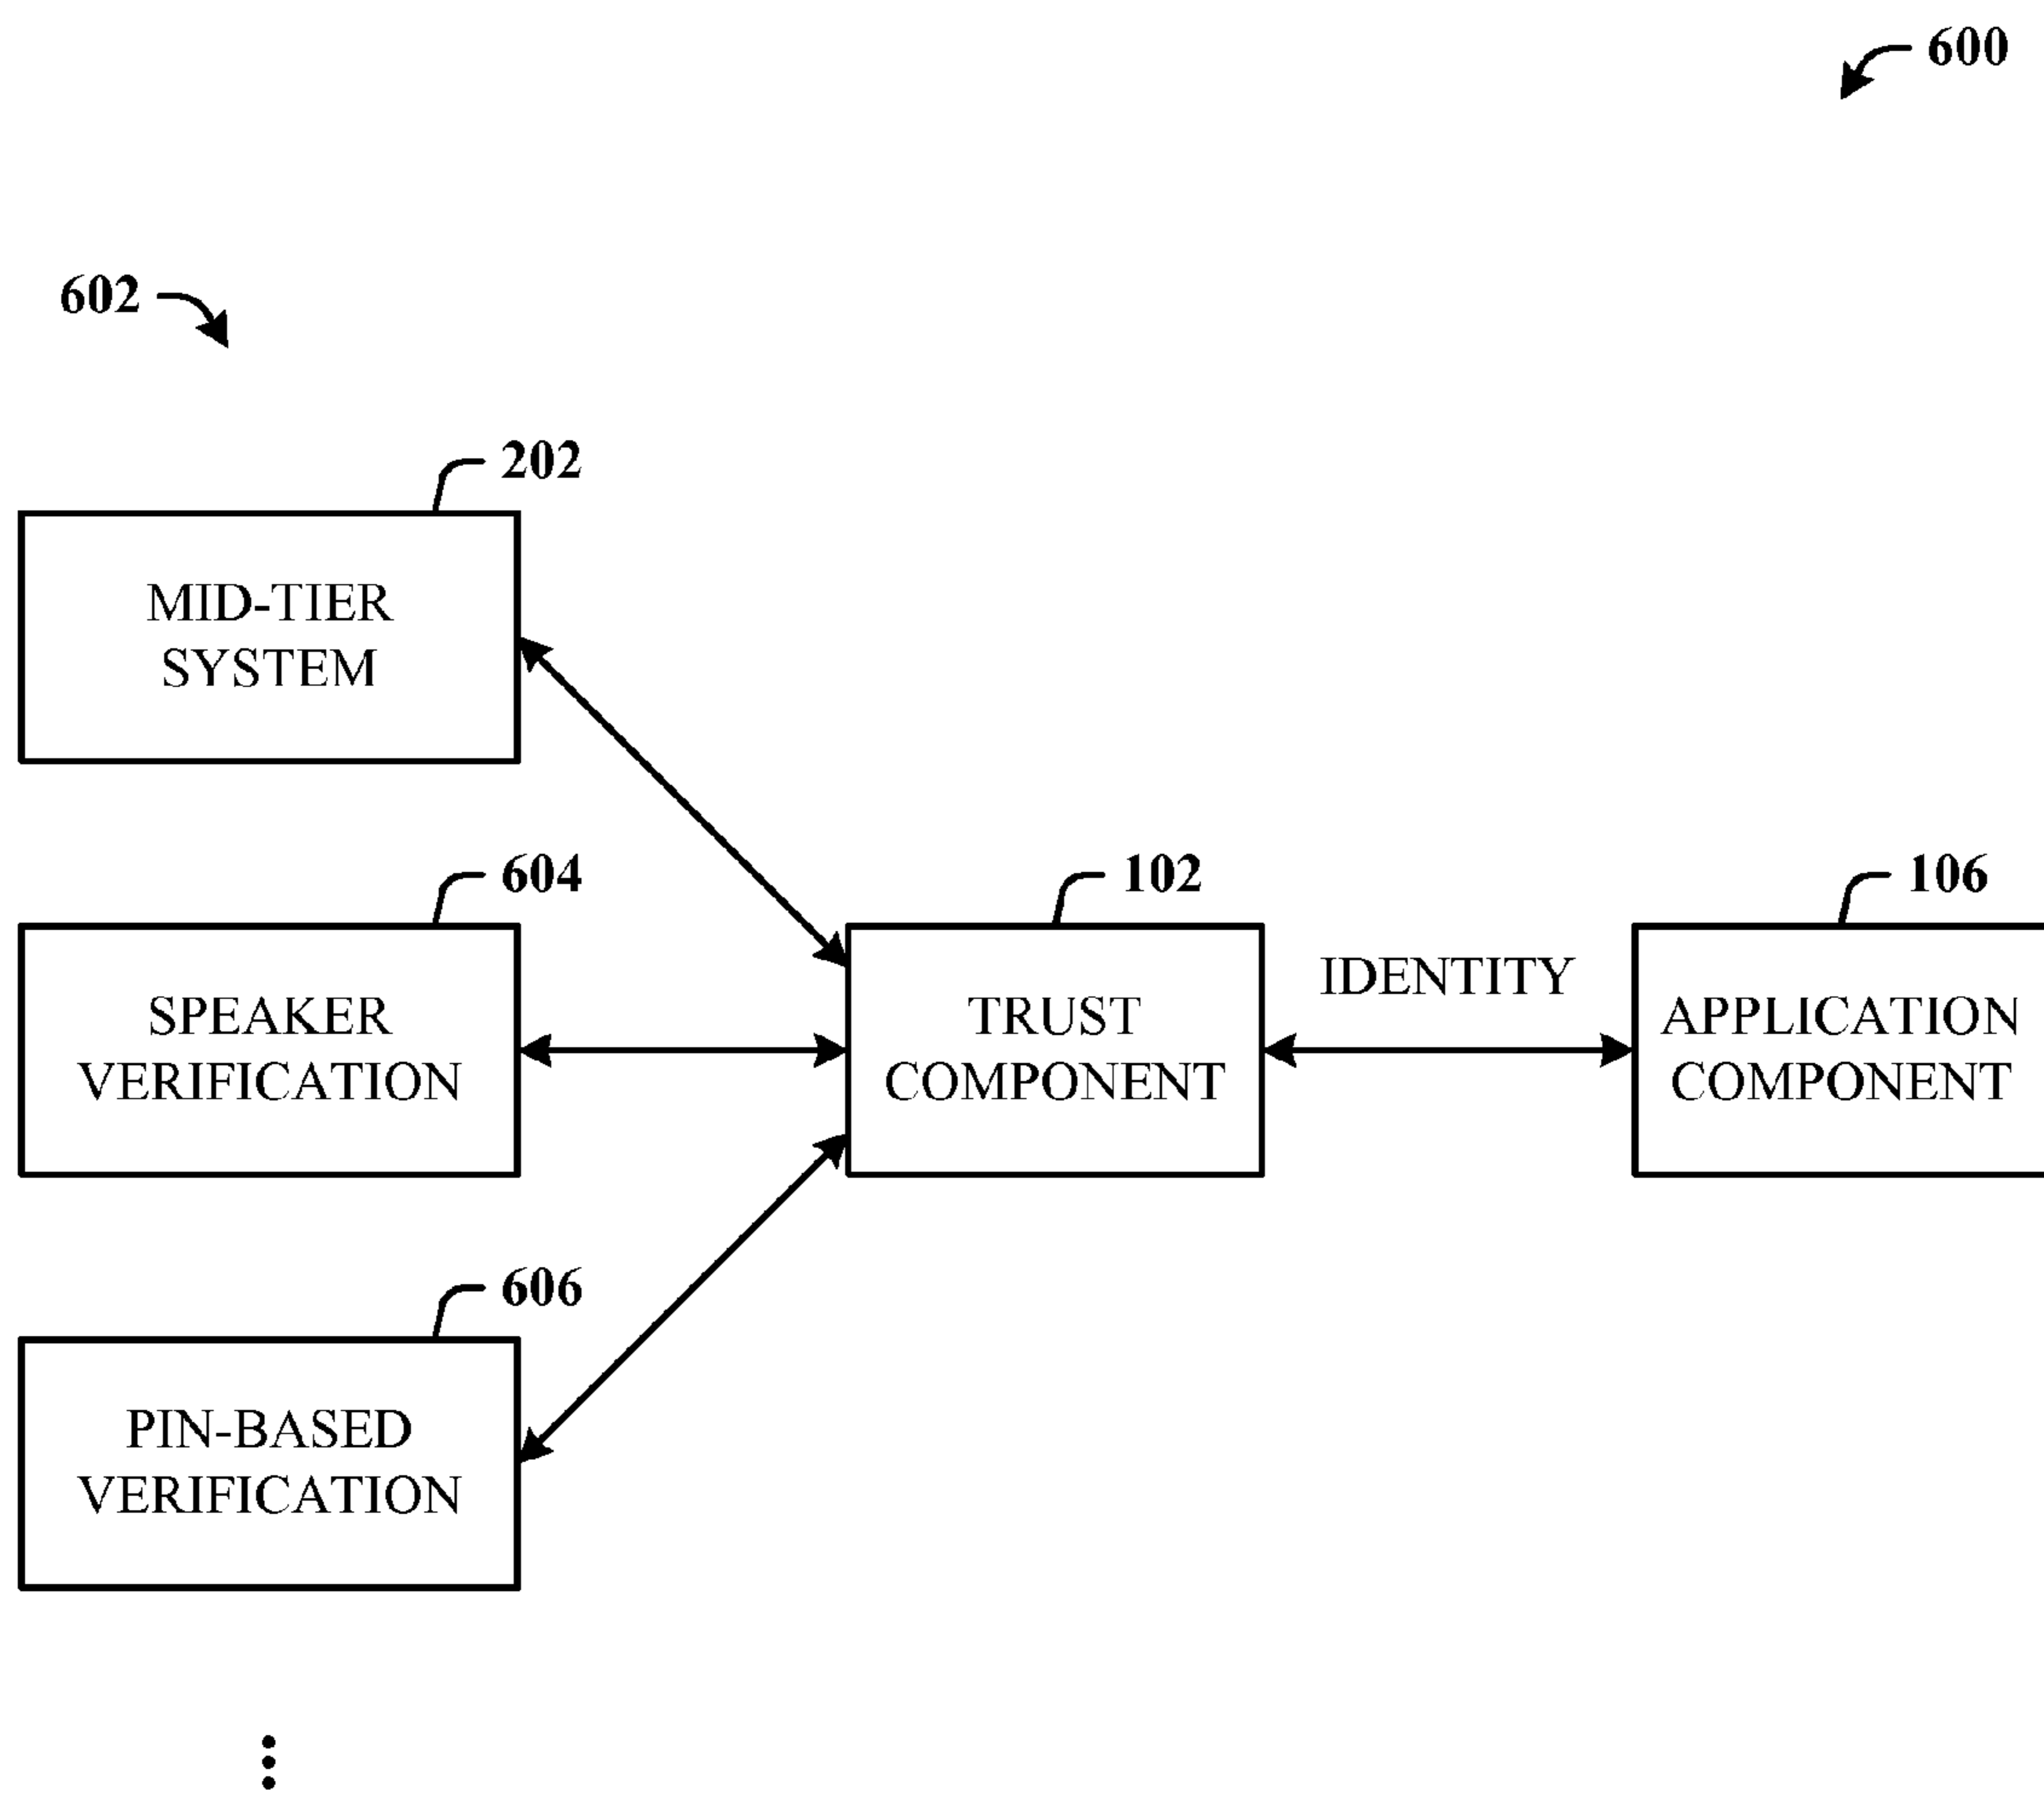 600
602
202
MID-TIER
SYSTEM
604
SPEAKER
VERIFICATION
102
TRUST
COMPONENT
IDENTITY
106
APPLICATION
COMPONENT
606
PIN-BASED
VERIFICATION